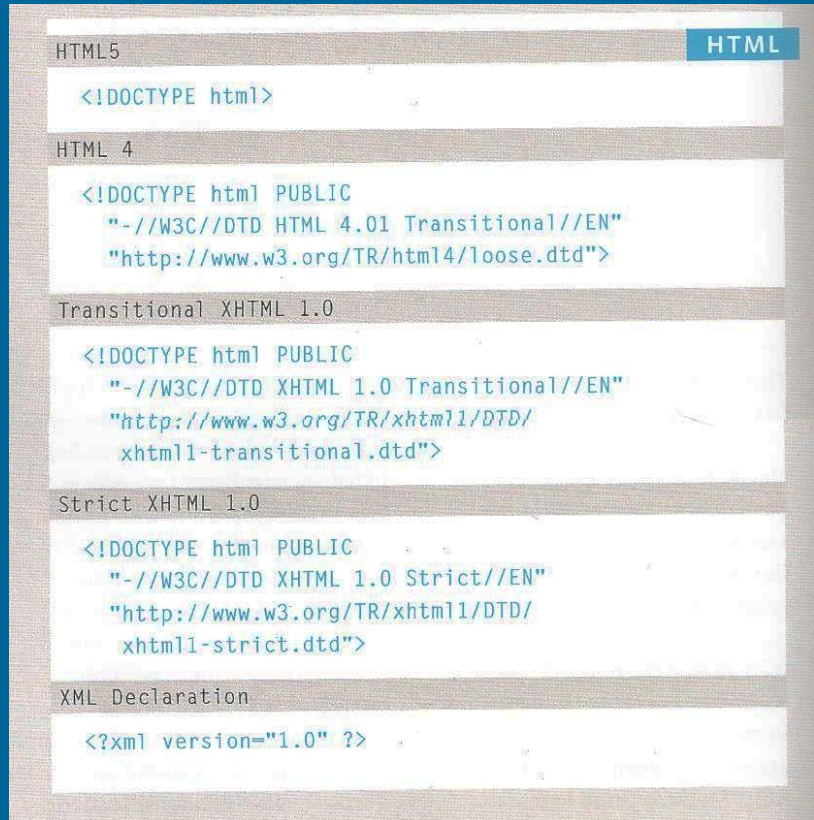 HTML
HTML5
<!DOCTYPE html>
HTML 4
<!DOCTYPE html PUBLIC
"-//W3C//DTD HTML 4.01 Transitional//EN"
"http://www.w3.org/TR/html4/loose.dtd">
Transitional XHTML 1.0
<!DOCTYPE html PUBLIC
"-//W3C//DTD XHTML 1.0 Transitional//EN"
"http://www.w3.org/TR/xhtml1/DTD/
xhtml1-transitional.dtd">
Strict XHTML 1.0
<!DOCTYPE html PUBLIC
"-//W3C//DTD XHTML 1.0 Strict//EN"
"http://www.w3.org/TR/xhtml1/DTD/
xhtml1-strict.dtd">
XML Declaration
<?xml version="1.0" ?>